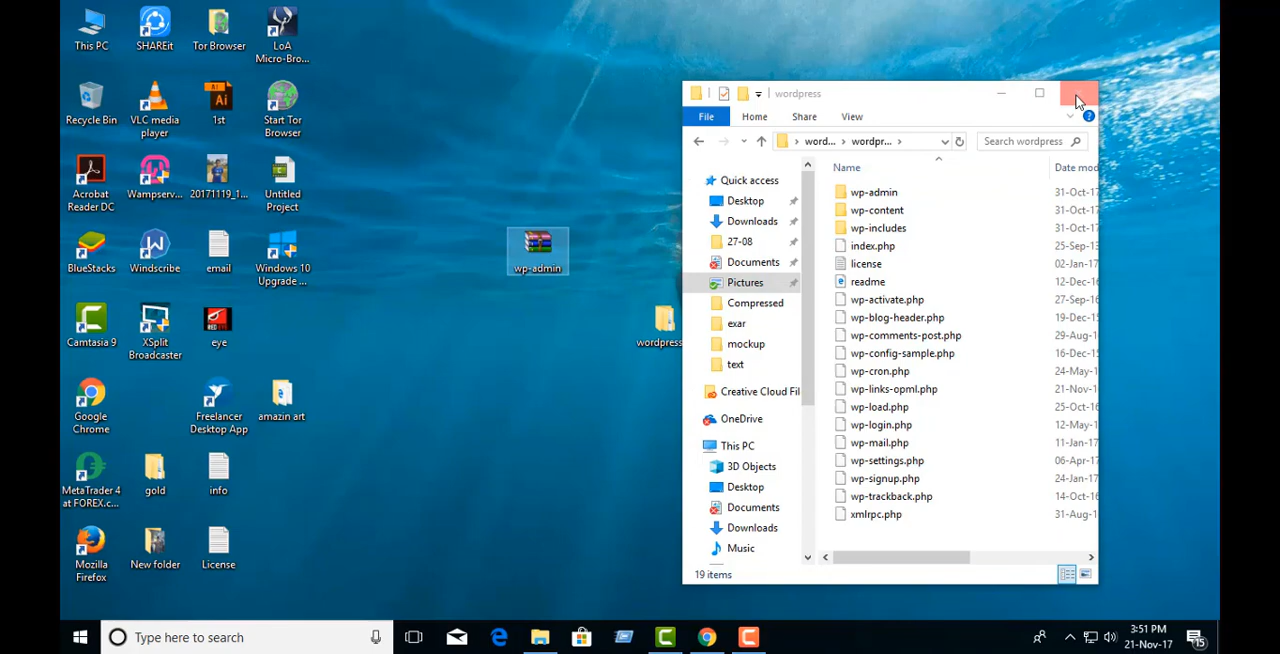 This PC
SHAREit
Tor Browser
LoA
Micro-Bro...
Recycle Bin
VLC media
player
1st
Start Tor
Browser
Acrobat
Reader DC
Wampserv...
20171119_1...
Untitled
Project
BlueStacks
Windscribe
email
Windows 10
Upgrade ...
Camtasia 9
XSplit
Broadcaster
eye
Google
Chrome
Freelancer
Desktop App
amazin art
MetaTrader 4
at FOREX.c...
gold
info
Mozilla
Firefox
New folder
License
wp-admin
wordpress
wordpress
File
Home
Share
View
word...
wordpr...
Search wordpress
Quick access
Desktop
Downloads
27-08
Documents
Pictures
Compressed
exar
mockup
text
Creative Cloud Fil
OneDrive
This PC
3D Objects
Desktop
Documents
Downloads
Music
Name
Date mod
wp-admin 31-Oct-17
wp-content 31-Oct-17
wp-includes 31-Oct-17
index.php 25-Sep-13
license 02-Jan-17
readme 12-Dec-16
wp-activate.php 27-Sep-16
wp-blog-header.php 19-Dec-15
wp-comments-post.php 29-Aug-1
wp-config-sample.php 16-Dec-15
wp-cron.php 24-May-1
wp-links-opml.php 21-Nov-1
wp-load.php 25-Oct-16
wp-login.php 12-May-1
wp-mail.php 11-Jan-17
wp-settings.php 06-Apr-17
wp-signup.php 24-Jan-17
wp-trackback.php 14-Oct-16
xmlrpc.php 31-Aug-1
19 items
Type here to search
3:51 PM
21-Nov-17
15